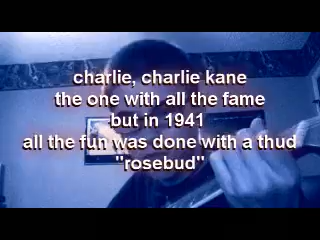 charlie, charlie kane
the one with all the fame
but in 1941
all the fun was done with a thud
"rosebud"